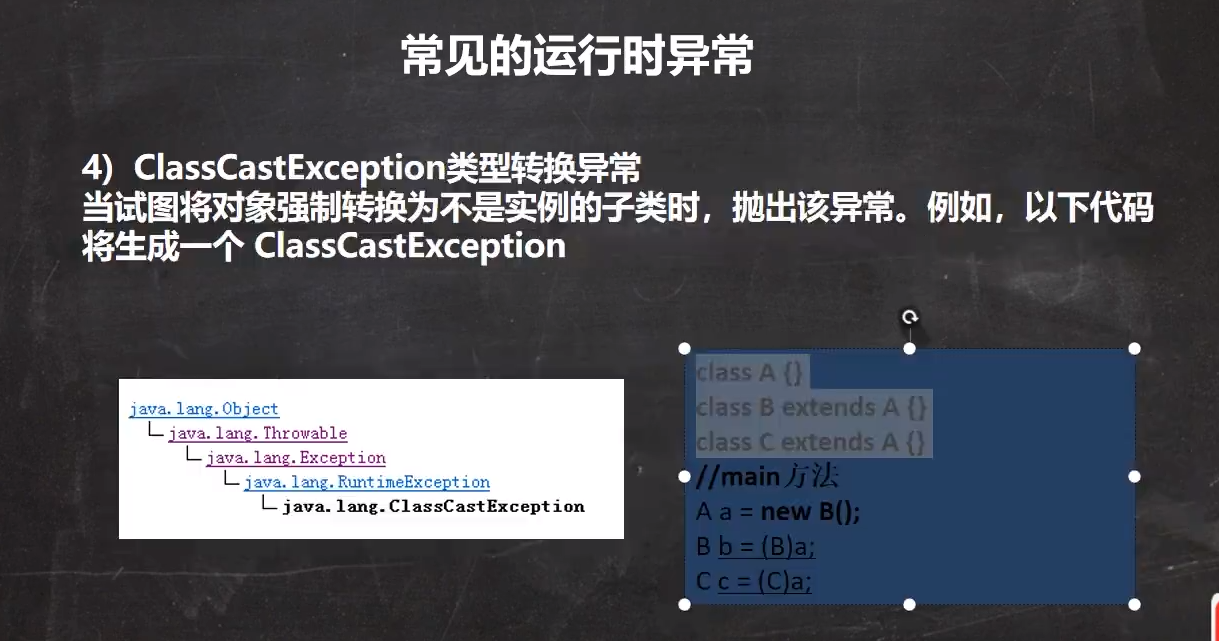 常见的运行时异常
4)  ClassCastException类型转换异常
当试图将对象强制转换为不是实例的子类时，抛出该异常。例如，以下代码
将生成一个 ClassCastException
java.lang.Object
java.lang.Throwable
java.lang.Exception
java.lang.RuntimeException
java.lang.ClassCastException
class A {}
class B extends A {}
class C extends A {}
//main方法
A a = new B();
B b = (B)a;
C c = (C)a;